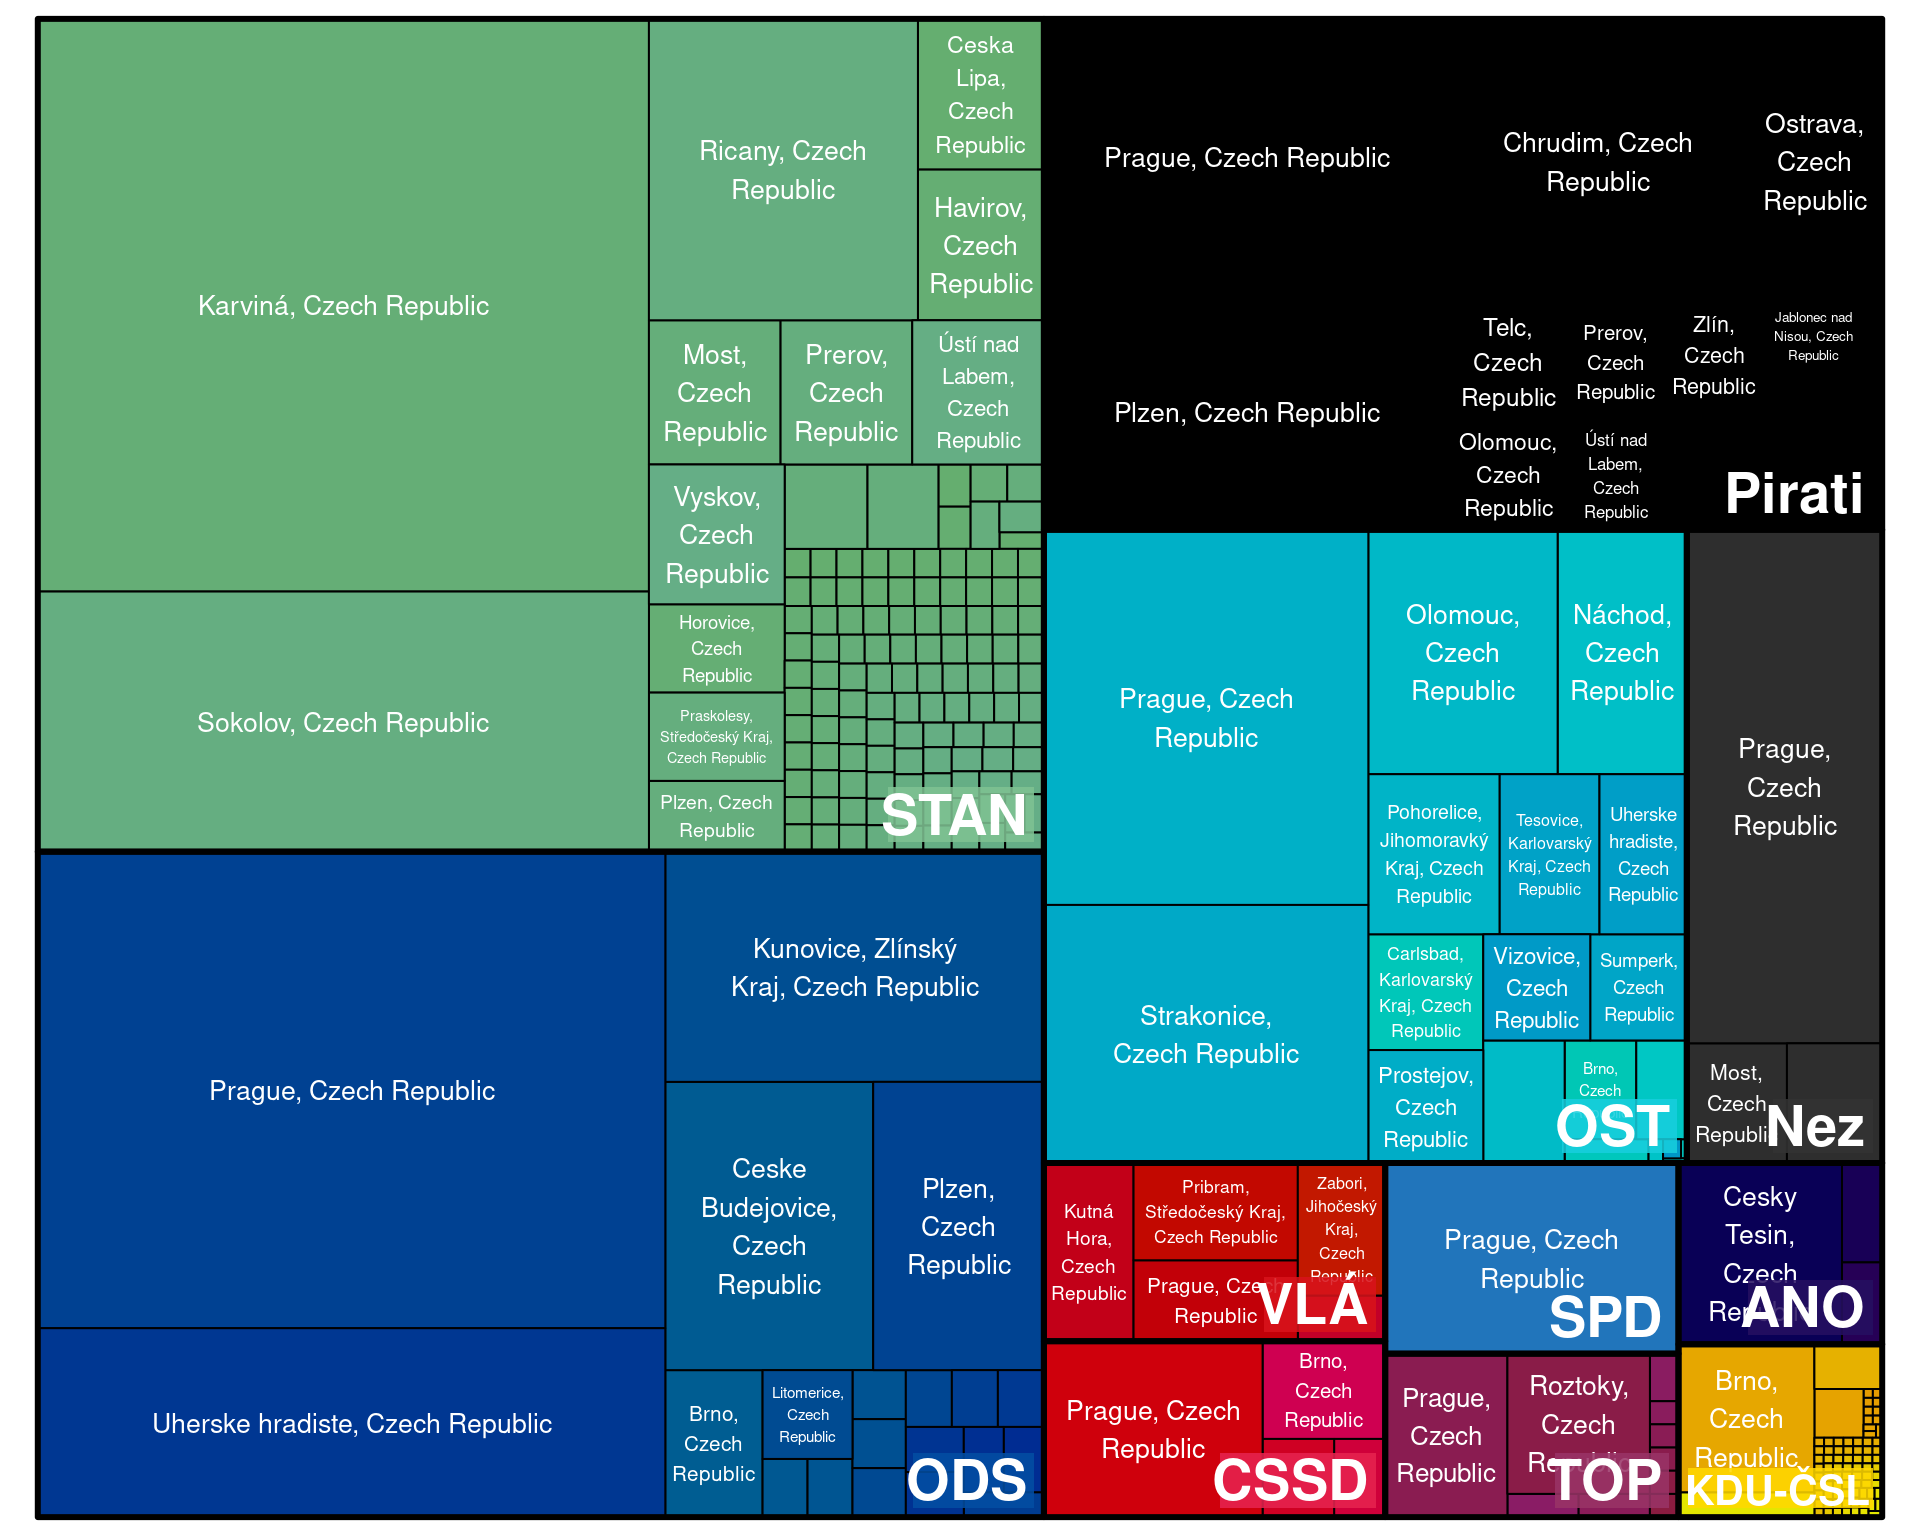 Karviná, Czech Republic
Sokolov, Czech Republic
Ricany, Czech
Republic
Ceska
Lipa,
Czech
Republic
Havirov,
Czech
Republic
Most,
Czech
Republic
Prerov,
Czech
Republic
Ústí nad
Labem,
Czech
Republic
Vyskov,
Czech
Republic
Horovice,
Czech
Republic
Praskolesy,
Středočeský Kraj,
Czech Republic
Plzen, Czech
Republic
STAN
Prague, Czech Republic
Uherske hradiste, Czech Republic
Kunovice, Zlínský
Kraj, Czech Republic
Ceske
Budejovice,
Czech
Republic
Plzen,
Czech
Republic
Brno,
Czech
Republic
Litomerice,
Czech
Republic
ODS
Prague, Czech Republic
Plzen, Czech Republic
Chrudim, Czech
Republic
Ostrava,
Czech
Republic
Telc,
Czech
Republic
Prerov,
Czech
Republic
Zlín,
Czech
Republic
Jablonec nad
Nisou, Czech
Republic
Olomouc,
Czech
Republic
Ústí nad
Labem,
Czech
Republic
Pirati
Prague, Czech
Republic
Strakonice,
Czech Republic
Olomouc,
Czech
Republic
Náchod,
Czech
Republic
Pohorelice,
Jihomoravký
Kraj, Czech
Republic
Tesovice,
Karlovarský
Kraj, Czech
Republic
Uherske
hradiste,
Czech
Republic
Carlsbad,
Karlovarský
Kraj, Czech
Republic
Vizovice,
Czech
Republic
Sumperk,
Czech
Republic
Prostejov,
Czech
Republic
Brno,
Czech
OST
Prague,
Czech
Republic
Most,
Czech
Republic
Nez
Kutná
Hora,
Czech
Republic
Pribram,
Středočeský Kraj,
Czech Republic
Prague, Czech
Republic
Zabori,
Jihočeský
Kraj,
Czech
Republic
VLÁ
Prague, Czech
Republic
Brno,
Czech
Republic
CSSD
Prague, Czech
Republic
SPD
Prague,
Czech
Republic
Roztoky,
Czech
Republic
TOP
Cesky
Tesin,
Czech
Republic
ANO
Brno,
Czech
Republic
KDU-ČSL